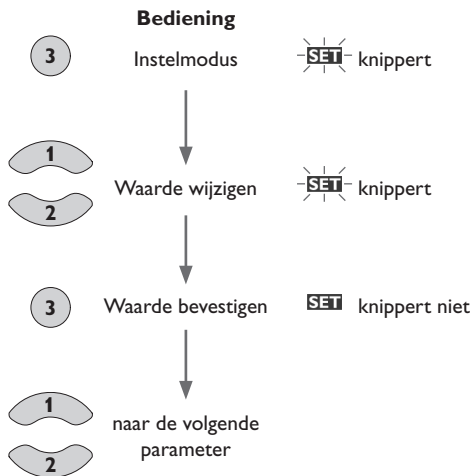 Bediening
3 Instelmodus SET knippert
1
2 Waarde wijzigen SET knippert
3 Waarde bevestigen SET knippert niet
1
2 naar de volgende
parameter